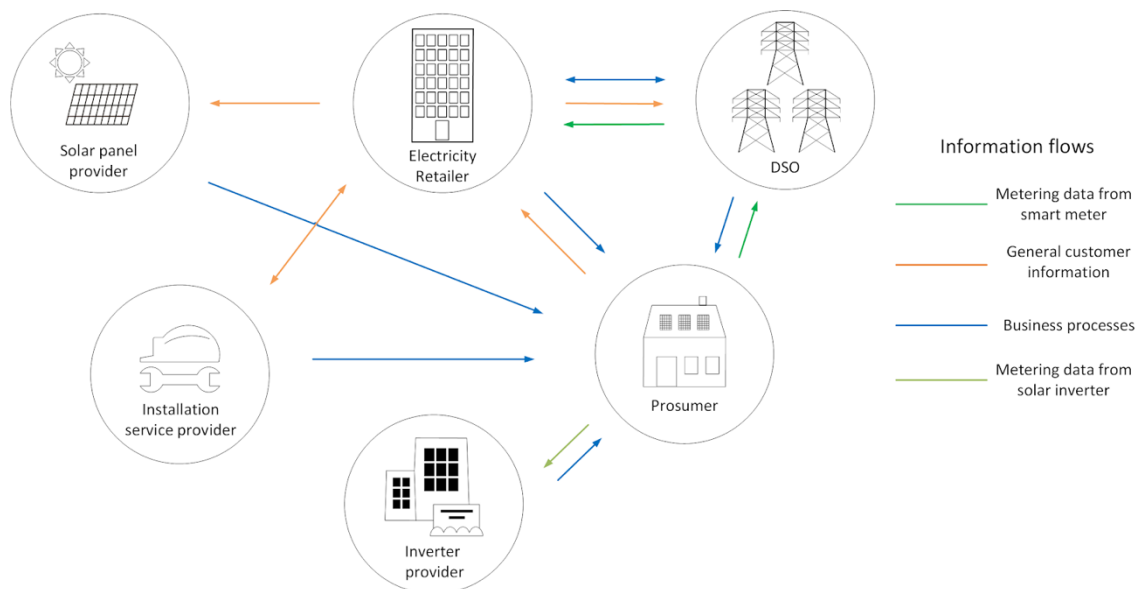 Solar panel
provider
Electricity
Retailer
DSO
Installation
service provider
Prosumer
Inverter
provider
Information flows
Metering data from
smart meter
General customer
information
Business processes
Metering data from
solar inverter